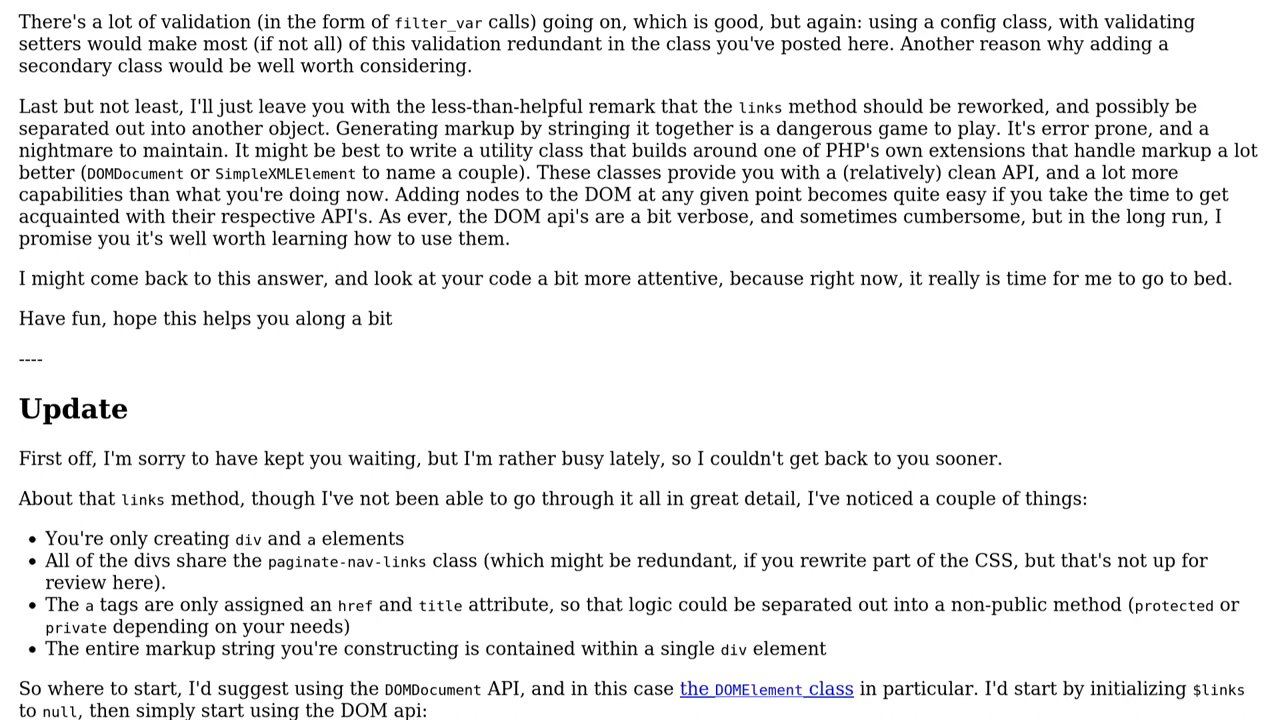 There's a lot of validation (in the form of filter_var calls) going on, which is good, but again: using a config class, with validating
setters would make most (if not all) of this validation redundant in the class you've posted here. Another reason why adding a
secondary class would be well worth considering.
Last but not least, I'll just leave you with the less-than-helpful remark that the links method should be reworked, and possibly be
separated out into another object. Generating markup by stringing it together is a dangerous game to play. It's error prone, and a
nightmare to maintain. It might be best to write a utility class that builds around one of PHP's own extensions that handle markup a lot
better (DOMDocument or SimpleXMLElement to name a couple). These classes provide you with a (relatively) clean API, and a lot more
capabilities than what you're doing now. Adding nodes to the DOM at any given point becomes quite easy if you take the time to get
acquainted with their respective API's. As ever, the DOM api's are a bit verbose, and sometimes cumbersome, but in the long run, I
promise you it's well worth learning how to use them.
I might come back to this answer, and look at your code a bit more attentive, because right now, it really is time for me to go to bed.
Have fun, hope this helps you along a bit
----
Update
First off, I'm sorry to have kept you waiting, but I'm rather busy lately, so I couldn't get back to you sooner.
About that links method, though I've not been able to go through it all in great detail, I've noticed a couple of things:
• You're only creating div and a elements
• All of the divs share the paginate-nav-links class (which might be redundant, if you rewrite part of the CSS, but that's not up for
review here).
• The a tags are only assigned an href and title attribute, so that logic could be separated out into a non-public method (protected or
private depending on your needs)
• The entire markup string you're constructing is contained within a single div element
So where to start, I'd suggest using the DOMDocument API, and in this case the DOMElement class in particular. I'd start by initializing $links
to null, then simply start using the DOM api: